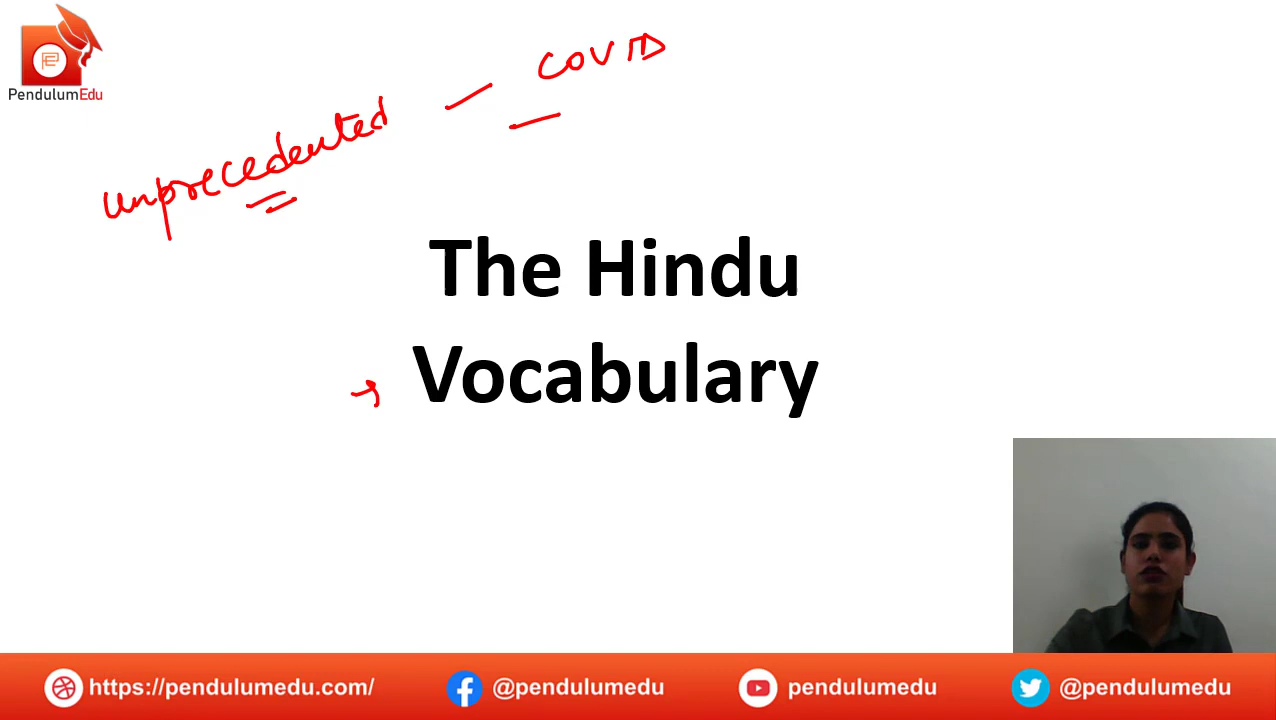 PendulumEdu
unprecedented — COVID
The Hindu
Vocabulary
https://pendulumedu.com/
@pendulumedu
pendulumedu
@pendulumedu